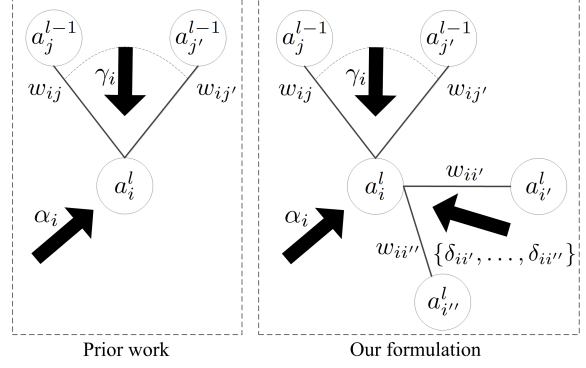 a_j^{l-1} a_{j'}^{l-1} a_j^{l-1} a_{j'}^{l-1}
γ_i γ_i
w_{ij} w_{ij'} w_{ij} w_{ij'}
w_{ii'}
a_i^l a_i^l a_{i'}^l
α_i α_i
w_{ii''} {δ_{ii'}, . . . , δ_{ii''}}
a_{i''}^l
Prior work Our formulation